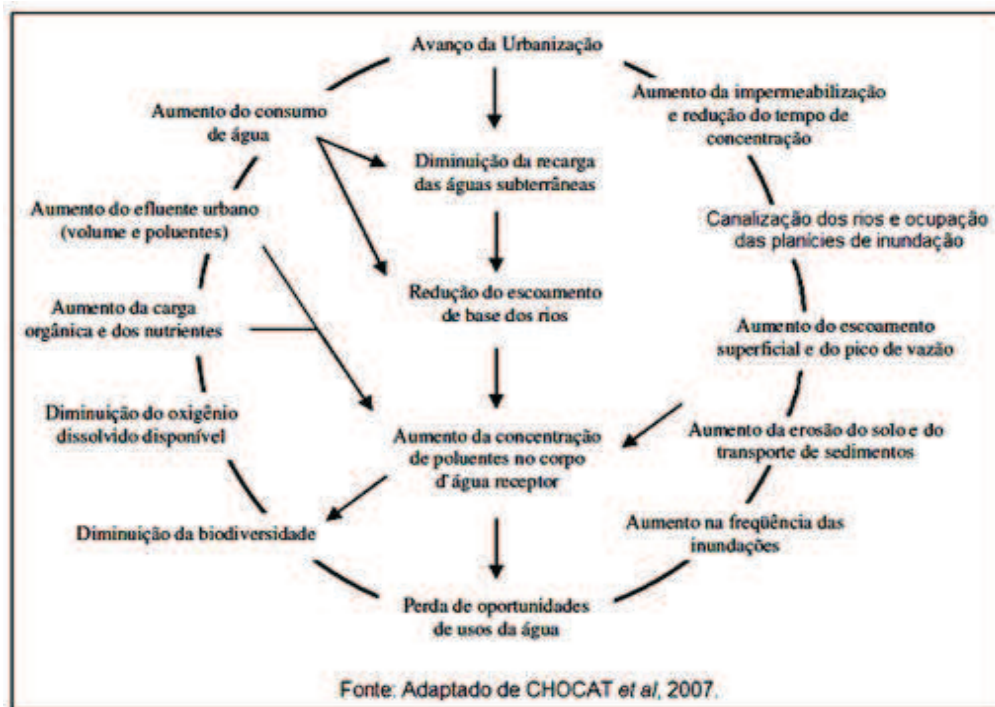 Avanço da Urbanização
Aumento do consumo
de água
Aumento da impermeabilização
e redução do tempo de
concentração
Diminuição da recarga
das águas subterrâneas
Aumento do efluente urbano
(volume e poluentes)
Canalização dos rios e ocupação
das planícies de inundação
Redução do escoamento
de base dos rios
Aumento da carga
orgânica e dos nutrientes
Aumento do escoamento
superficial e do pico de vazão
Diminuição do oxigênio
dissolvido disponível
Aumento da concentração
de poluentes no corpo
d'água receptor
Aumento da erosão do solo e do
transporte de sedimentos
Diminuição da biodiversidade
Aumento na freqüência das
inundações
Perda de oportunidades
de usos da água
Fonte: Adaptado de CHOCAT et al, 2007.